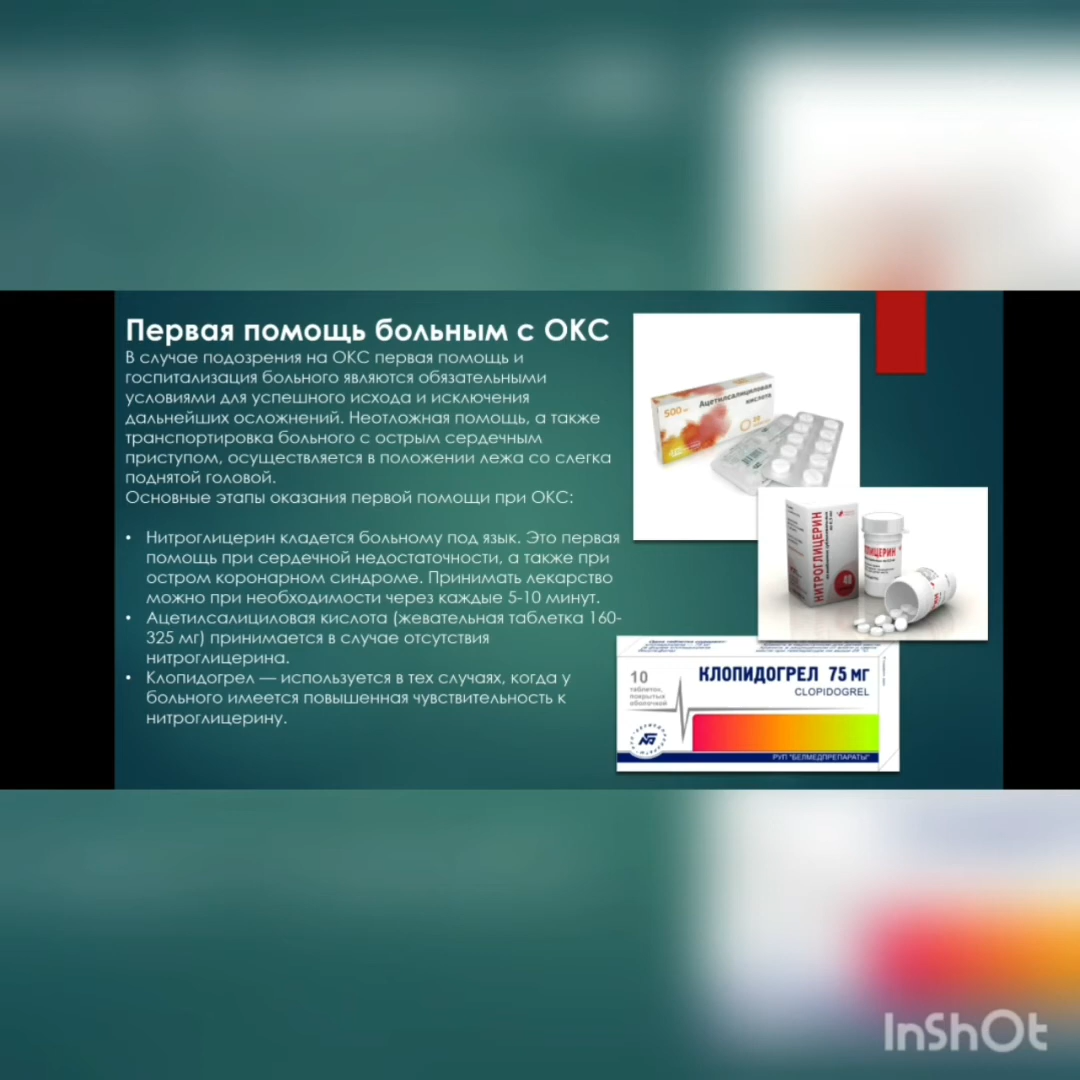 Первая помощь больным с ОКС
В случае подозрения на ОКС первая помощь и
госпитализация больного являются обязательными
условиями для успешного исхода и исключения
дальнейших осложнений. Неотложная помощь, а также
транспортировка больного с острым сердечным
приступом, осуществляется в положении лежа со слегка
поднятой головой.
Основные этапы оказания первой помощи при ОКС:
• Нитроглицерин кладется больному под язык. Это первая
помощь при сердечной недостаточности, а также при
остром коронарном синдроме. Принимать лекарство
можно при необходимости через каждые 5-10 минут.
• Ацетилсалициловая кислота (жевательная таблетка 160-
325 мг) принимается в случае отсутствия
нитроглицерина.
• Клопидогрел — используется в тех случаях, когда у
больного имеется повышенная чувствительность к
нитроглицерину.
Ацетилсалициловая
кислота
500 мг
НИТРОГЛИЦЕРИН
40
ЛИЦЕРИН
КЛОПИДОГРЕЛ 75 мг
CLOPIDOGREL
10
таблеток,
покрытых
оболочкой
РУП "БЕЛМЕДПРЕПАРАТЫ"
InShOt